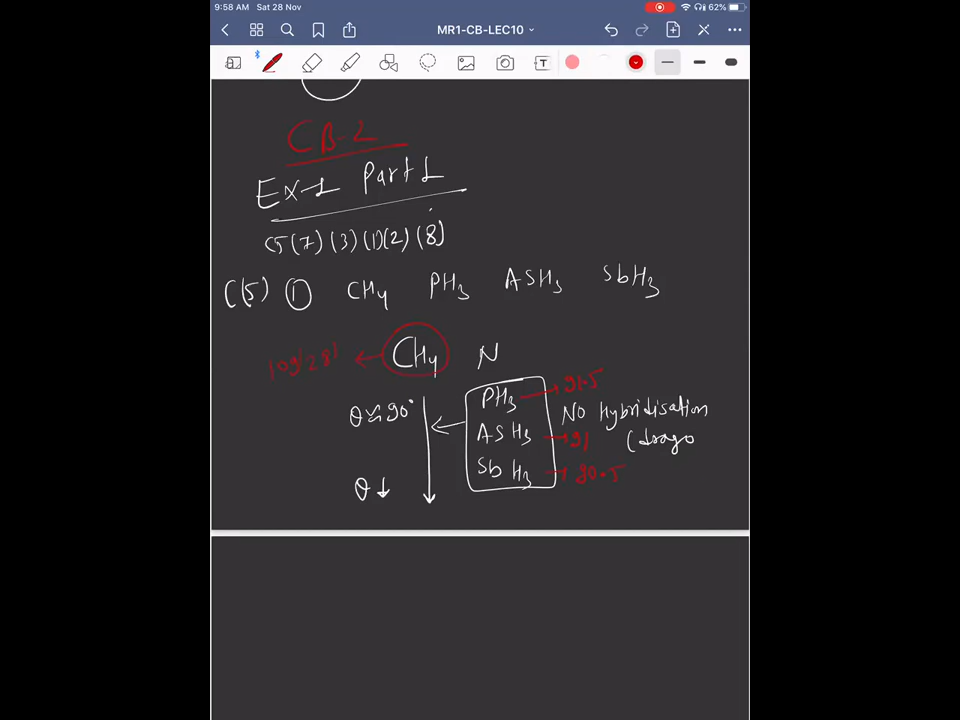 9:58 AM Sat 28 Nov 62%
MR1-CB-LEC10
T
CB-2
Ex-1 Part 1
(5(7)(3)(1)(2)(8)
C(5) ① CH4 PH3 ASH3 SbH3
109°28' ← CH4 N
θ≈90° ← PH3 → 91.5 No Hybridisation
ASH3 → 91 (drago
θ↓ SbH3 → 90.5